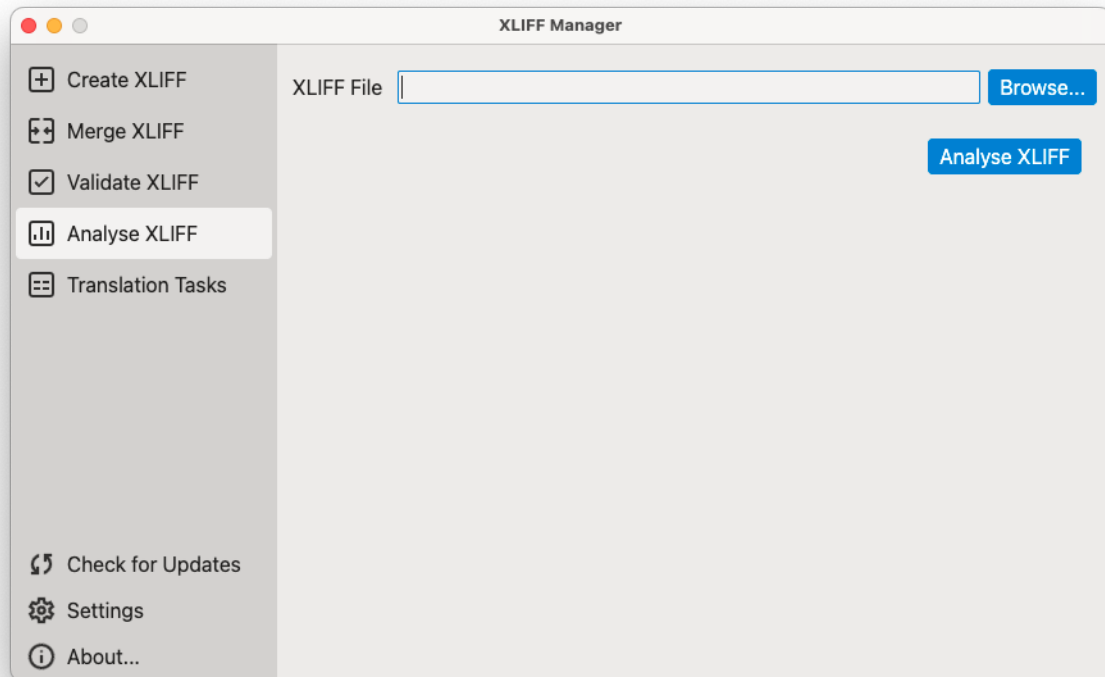 XLIFF Manager
Create XLIFF
Merge XLIFF
Validate XLIFF
Analyse XLIFF
Translation Tasks
Check for Updates
Settings
About...
XLIFF File
Browse...
Analyse XLIFF